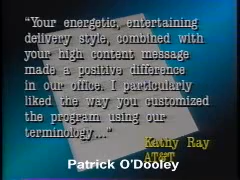 “Your energetic, entertaining
delivery style, combined with
your high content message
made a positive difference
in our office. I particularly
liked the way you customized
the program using our
terminology...”
Kathy Ray
AT&T
Patrick O'Dooley